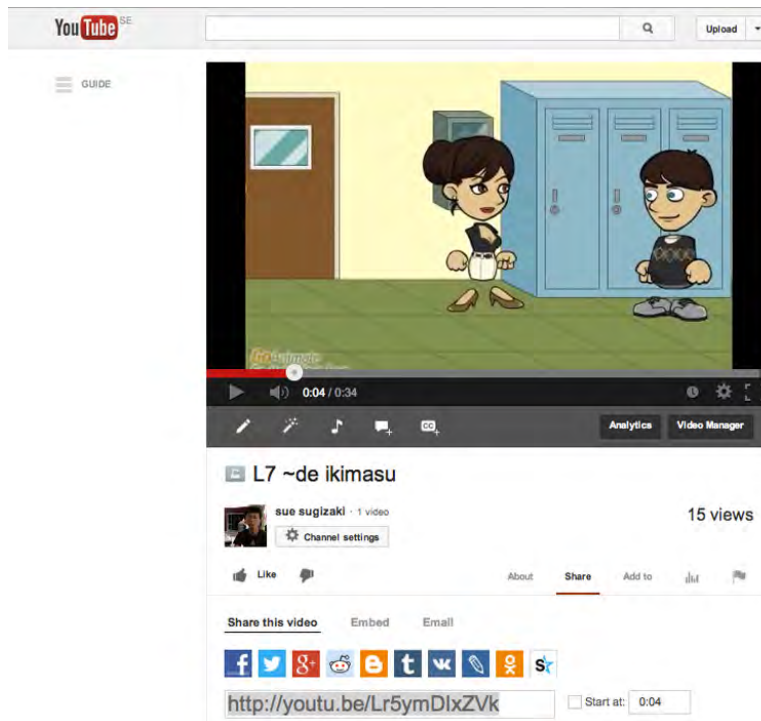 YouTube SE
Upload
GUIDE
GoAnimate
0:04 / 0:34
CC
Analytics Video Manager
L7 ~de ikimasu
sue sugizaki · 1 video
15 views
Channel settings
Like
About Share Add to
Share this video Embed Email
http://youtu.be/Lr5ymDIxZVk
Start at: 0:04